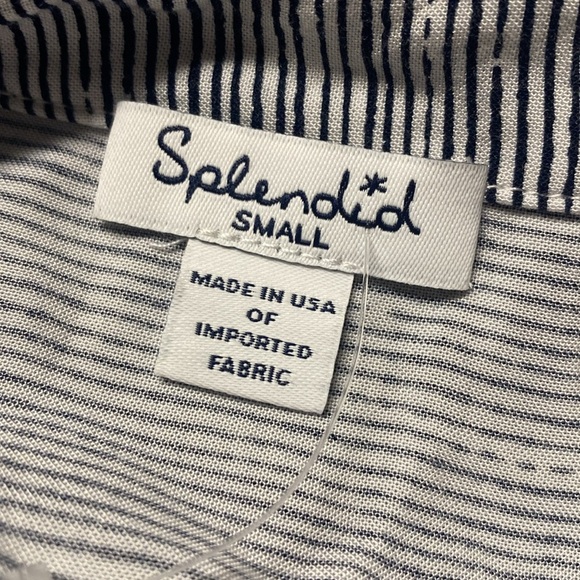 Splendid
SMALL
MADE IN USA
OF
IMPORTED
FABRIC